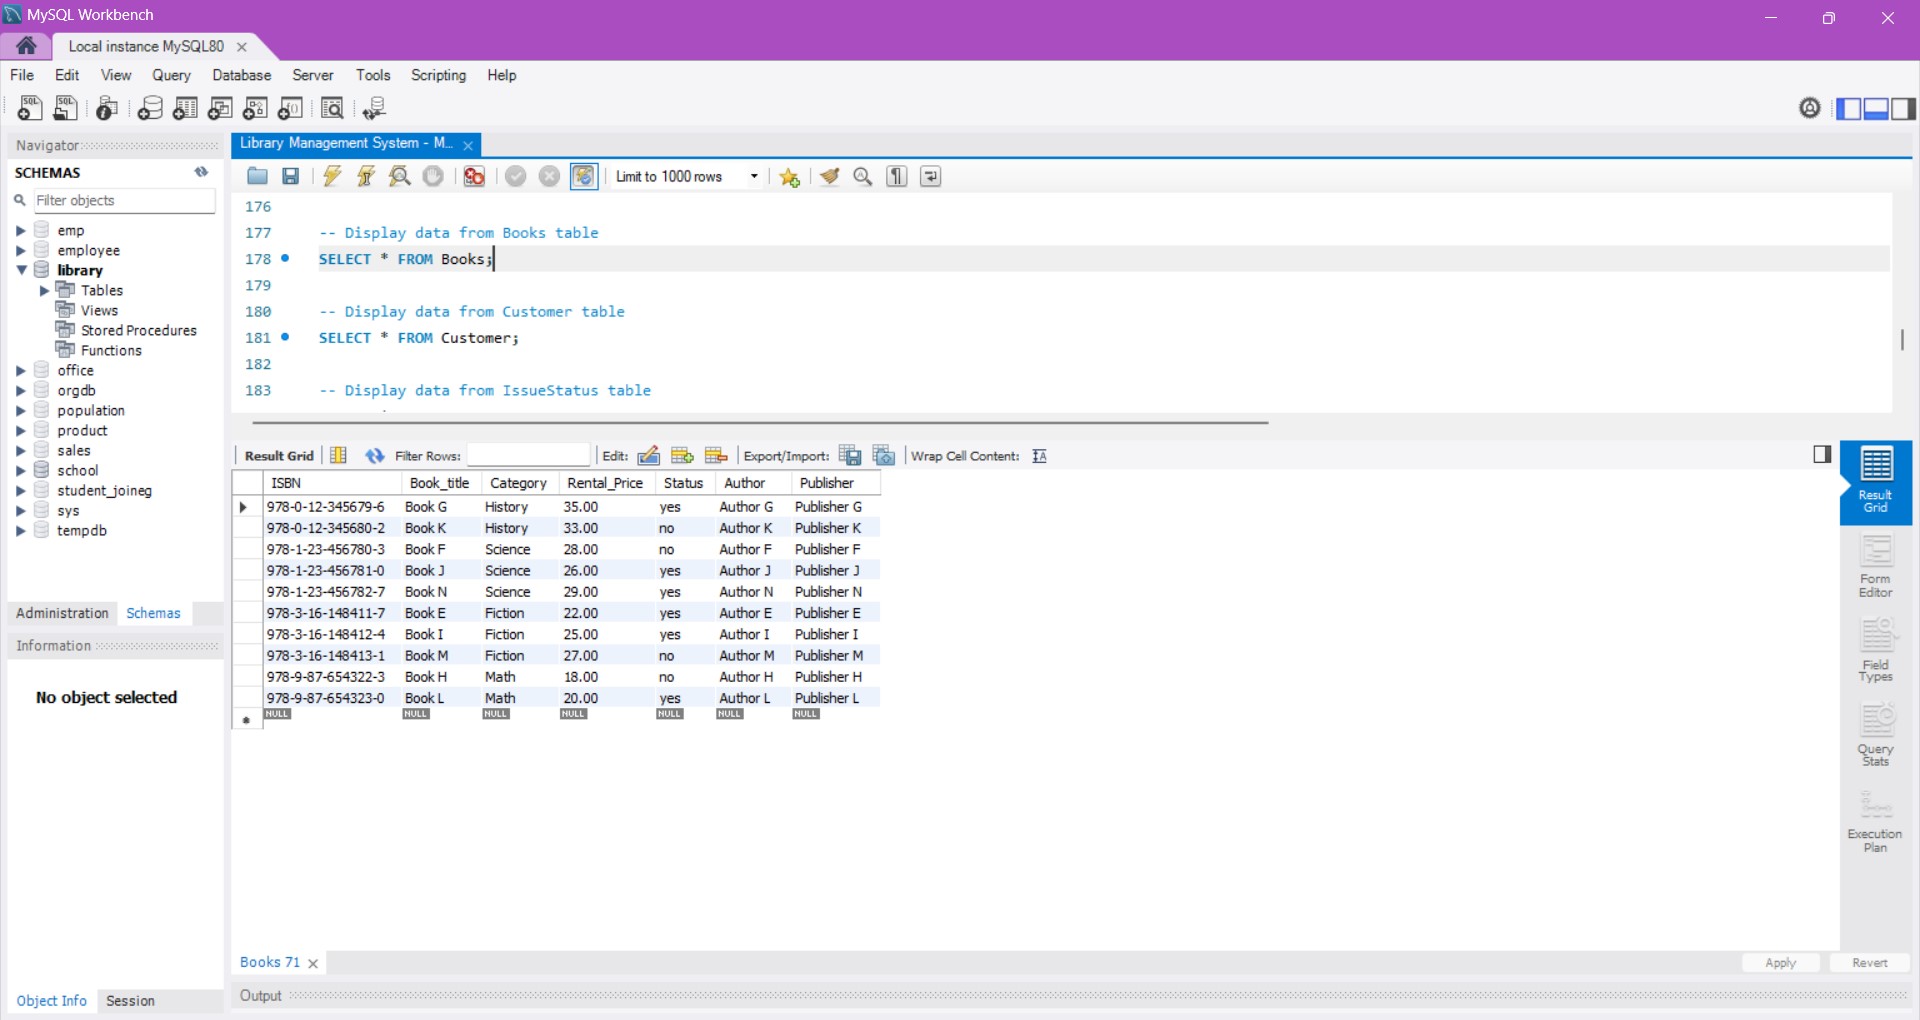 MySQL Workbench
Local instance MySQL80
File Edit View Query Database Server Tools Scripting Help
Navigator
SCHEMAS
Filter objects
emp
employee
library
Tables
Views
Stored Procedures
Functions
office
orgdb
population
product
sales
school
student_joineg
sys
tempdb
Administration Schemas
Information
No object selected
Object Info Session
Library Management System - M...
Limit to 1000 rows
176
177 -- Display data from Books table
178 SELECT * FROM Books;
179
180 -- Display data from Customer table
181 SELECT * FROM Customer;
182
183 -- Display data from IssueStatus table
Result Grid Filter Rows: Edit: Export/Import: Wrap Cell Content:
ISBN Book_title Category Rental_Price Status Author Publisher
978-0-12-345679-6 Book G History 35.00 yes Author G Publisher G
978-0-12-345680-2 Book K History 33.00 no Author K Publisher K
978-1-23-456780-3 Book F Science 28.00 no Author F Publisher F
978-1-23-456781-0 Book J Science 26.00 yes Author J Publisher J
978-1-23-456782-7 Book N Science 29.00 yes Author N Publisher N
978-3-16-148411-7 Book E Fiction 22.00 yes Author E Publisher E
978-3-16-148412-4 Book I Fiction 25.00 yes Author I Publisher I
978-3-16-148413-1 Book M Fiction 27.00 no Author M Publisher M
978-9-87-654322-3 Book H Math 18.00 no Author H Publisher H
978-9-87-654323-0 Book L Math 20.00 yes Author L Publisher L
NULL NULL NULL NULL NULL NULL NULL
Result
Grid
Form
Editor
Field
Types
Query
Stats
Execution
Plan
Books 71
Apply Revert
Output